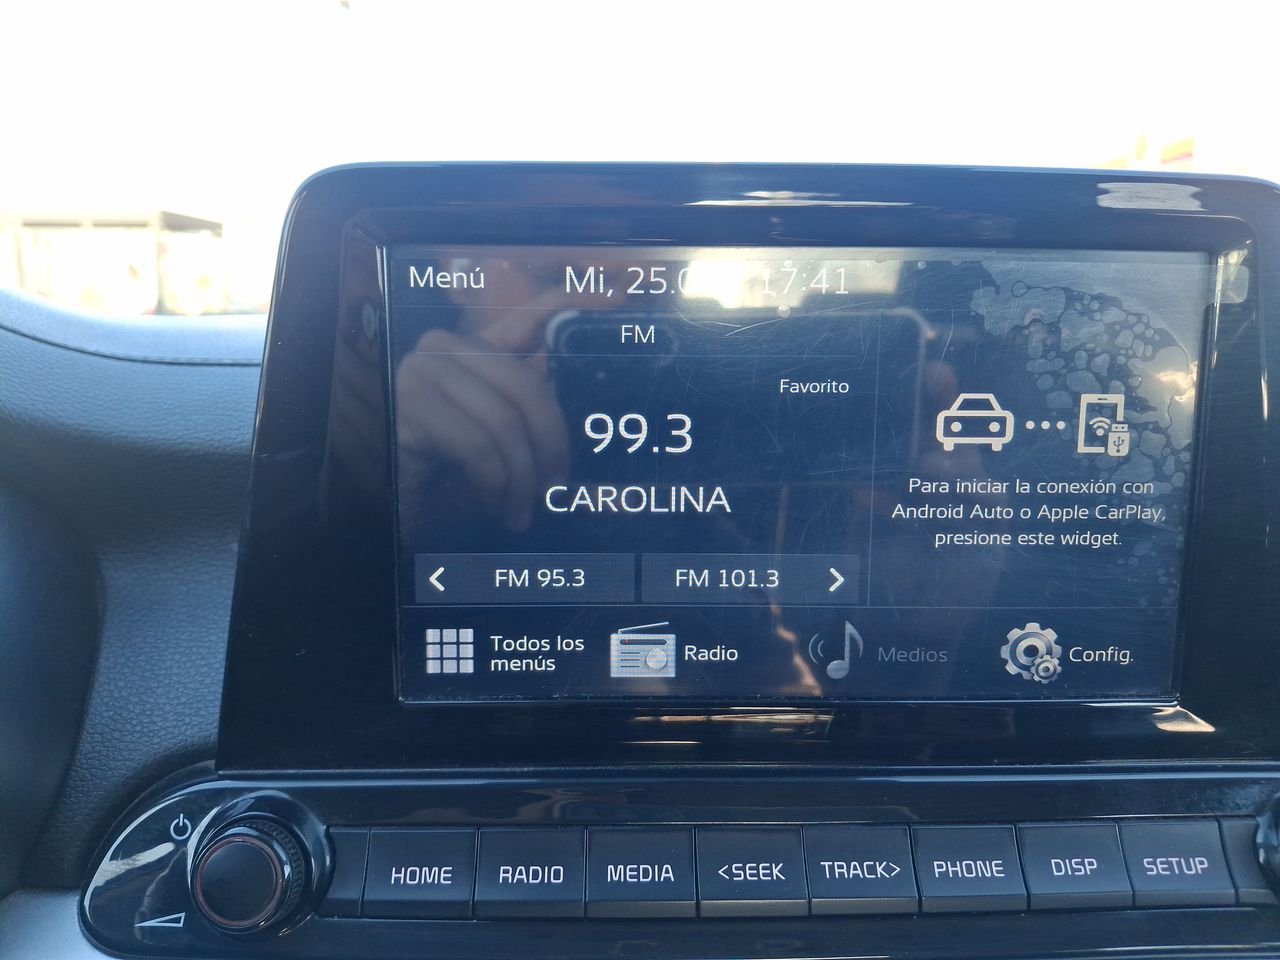 Menú
Mi, 25.0 17:41
FM
Favorito
99.3
CAROLINA
FM 95.3
FM 101.3
Para iniciar la conexión con
Android Auto o Apple CarPlay,
presione este widget.
Todos los
menús
Radio
Medios
Config.
HOME
RADIO
MEDIA
<SEEK
TRACK>
PHONE
DISP
SETUP